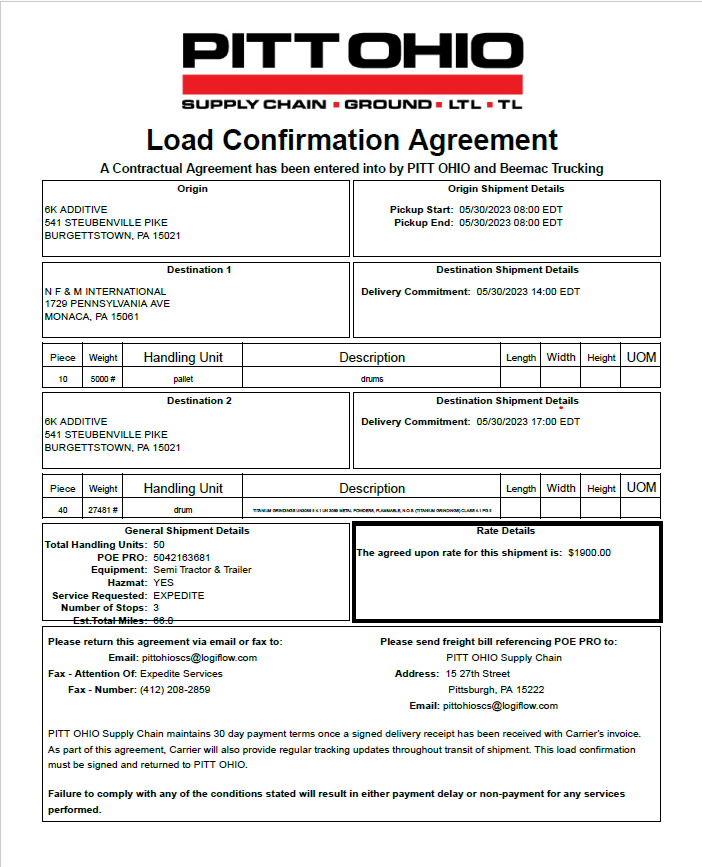 PITT OHIO
SUPPLY CHAIN ▪ GROUND ▪ LTL ▪ TL
Load Confirmation Agreement
A Contractual Agreement has been entered into by PITT OHIO and Beemac Trucking
Origin
6K ADDITIVE
541 STEUBENVILLE PIKE
BURGETTSTOWN, PA 15021
Origin Shipment Details
Pickup Start: 05/30/2023 08:00 EDT
Pickup End: 05/30/2023 08:00 EDT
Destination 1
N F & M INTERNATIONAL
1729 PENNSYLVANIA AVE
MONACA, PA 15061
Destination Shipment Details
Delivery Commitment: 05/30/2023 14:00 EDT
Piece Weight Handling Unit Description Length Width Height UOM
10 5000 # pallet drums
Destination 2
6K ADDITIVE
541 STEUBENVILLE PIKE
BURGETTSTOWN, PA 15021
Destination Shipment Details
Delivery Commitment: 05/30/2023 17:00 EDT
Piece Weight Handling Unit Description Length Width Height UOM
40 27481 # drum TITANIUM GRINDINGS METAL POWDERS, FLAMMABLE, N.O.S. (TITANIUM GRINDINGS) CLASS 4.1
General Shipment Details
Total Handling Units: 50
POE PRO: 5042163681
Equipment: Semi Tractor & Trailer
Hazmat: YES
Service Requested: EXPEDITE
Number of Stops: 3
Est.Total Miles: 66.0
Rate Details
The agreed upon rate for this shipment is: $1900.00
Please return this agreement via email or fax to:
Email: pittohioscs@logiflow.com
Fax - Attention Of: Expedite Services
Fax - Number: (412) 208-2859
Please send freight bill referencing POE PRO to:
PITT OHIO Supply Chain
Address: 15 27th Street
Pittsburgh, PA 15222
Email: pittohioscs@logiflow.com
PITT OHIO Supply Chain maintains 30 day payment terms once a signed delivery receipt has been received with Carrier's invoice.
As part of this agreement, Carrier will also provide regular tracking updates throughout transit of shipment. This load confirmation
must be signed and returned to PITT OHIO.
Failure to comply with any of the conditions stated will result in either payment delay or non-payment for any services
performed.